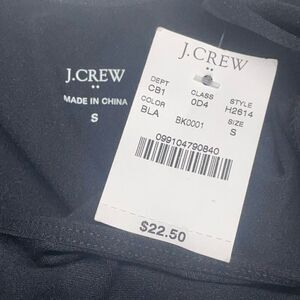 J.CREW
MADE IN CHINA
S
J.CREW
DEPT CLASS STYLE
CB1 0D4 H2614
COLOR SIZE
BLA BK0001 S
099104790840
$22.50